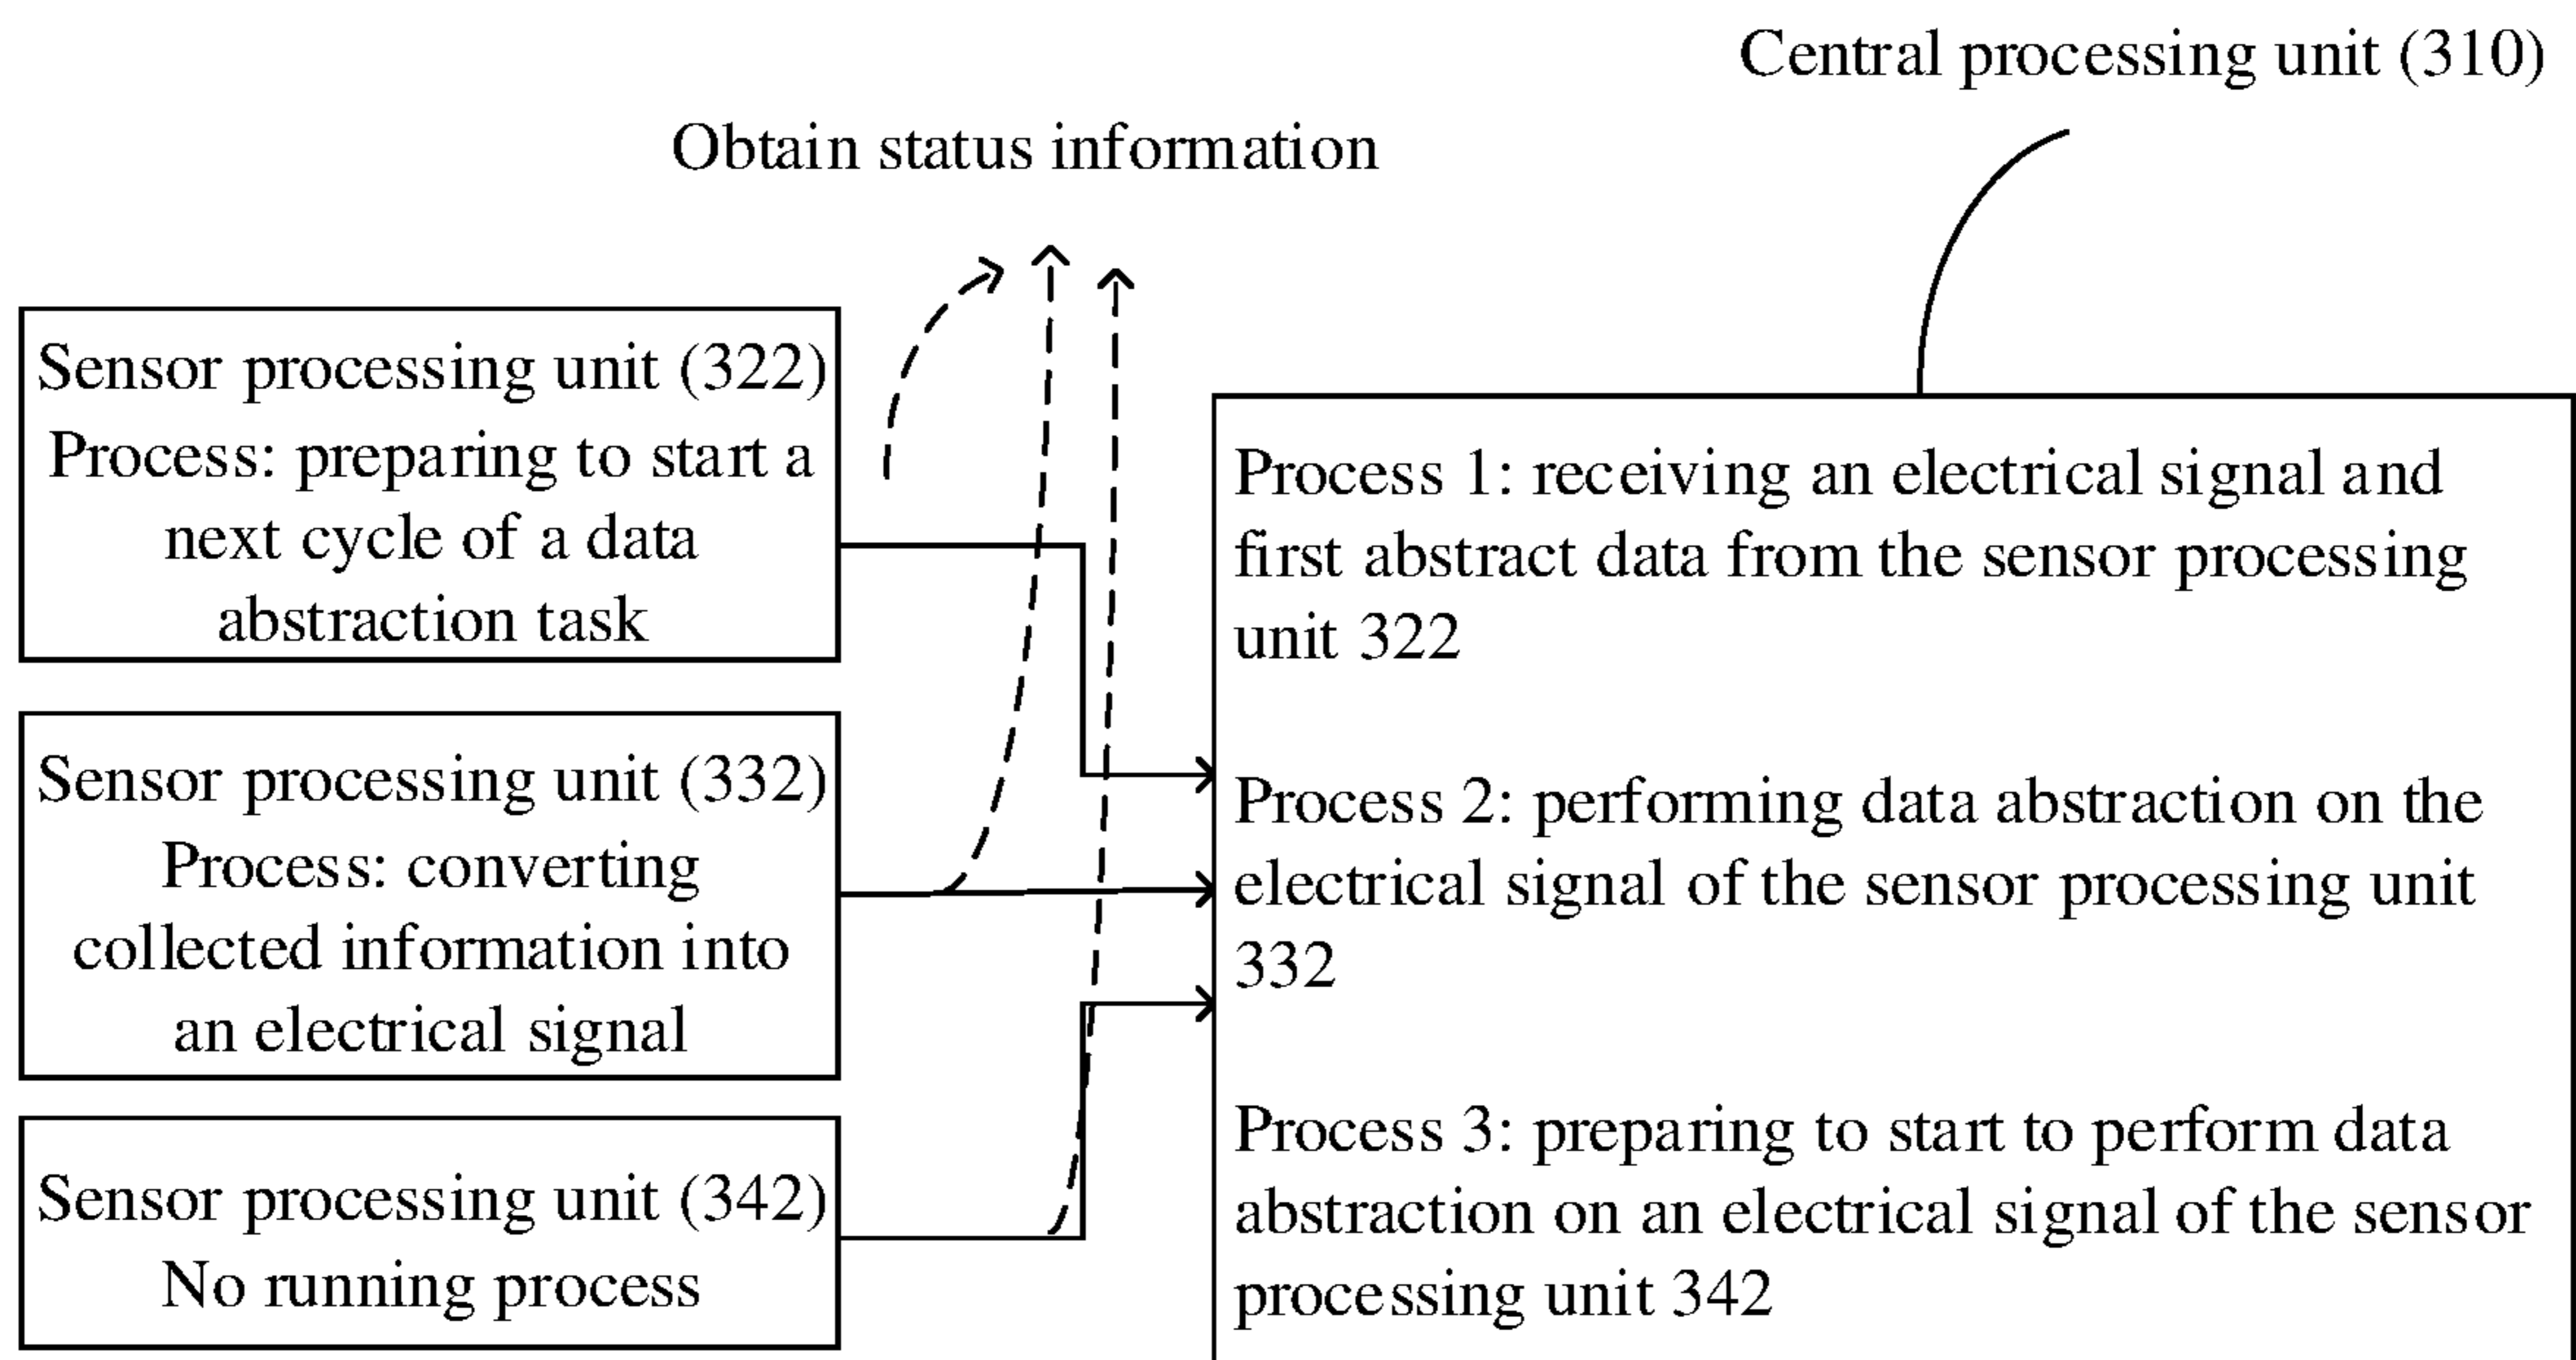 Central processing unit (310)
Obtain status information
Sensor processing unit (322)
Process: preparing to start a
next cycle of a data
abstraction task
Sensor processing unit (332)
Process: converting
collected information into
an electrical signal
Sensor processing unit (342)
No running process
Process 1: receiving an electrical signal and
first abstract data from the sensor processing
unit 322
Process 2: performing data abstraction on the
electrical signal of the sensor processing unit
332
Process 3: preparing to start to perform data
abstraction on an electrical signal of the sensor
processing unit 342